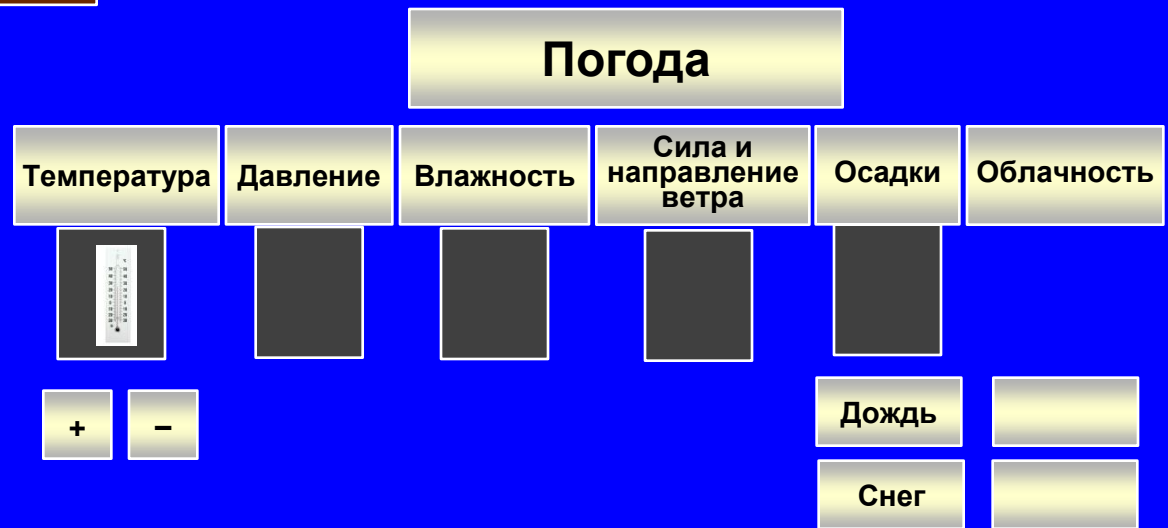 Погода
Температура
Давление
Влажность
Сила и
направление
ветра
Осадки
Облачность
+
–
Дождь
Снег